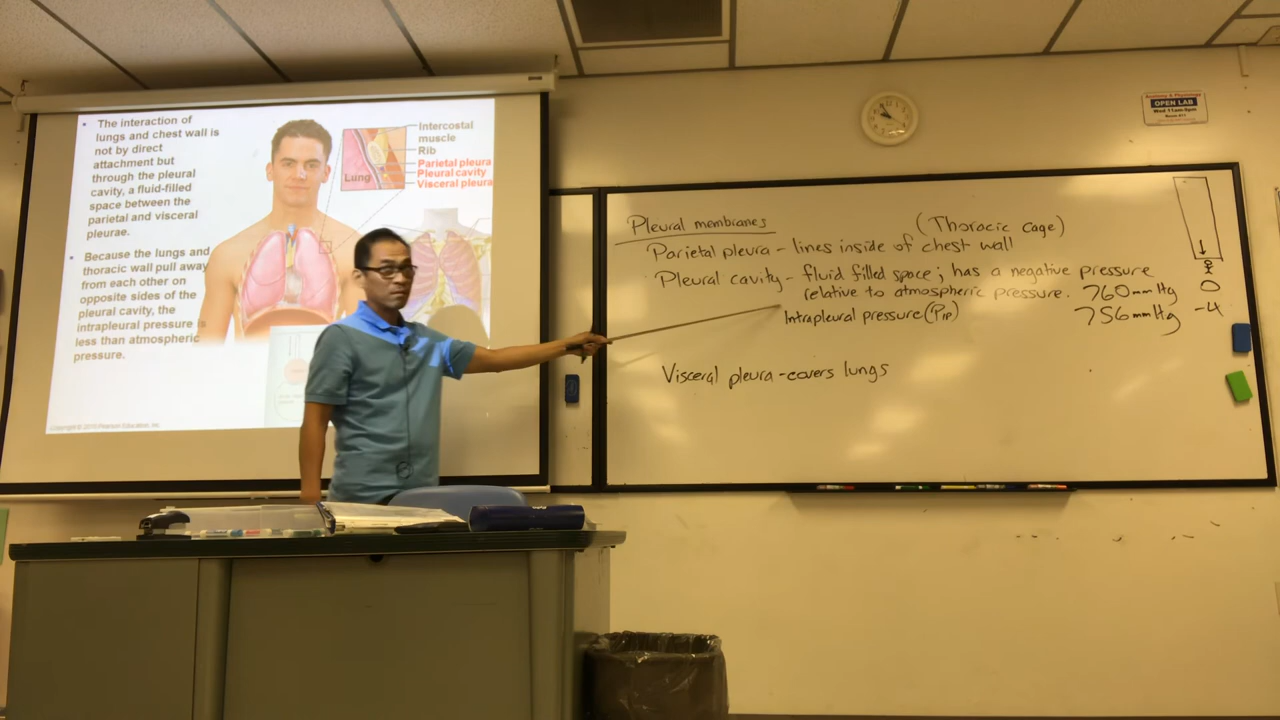 • The interaction of
lungs and chest wall is
not by direct
attachment but
through the pleural
cavity, a fluid-filled
space between the
parietal and visceral
pleurae.
• Because the lungs and
thoracic wall pull away
from each other on
opposite sides of the
pleural cavity, the
intrapleural pressure is
less than atmospheric
pressure.
Intercostal
muscle
Rib
Parietal pleura
Pleural cavity
Visceral pleura
Lung
Pleural membranes
(Thoracic cage)
Parietal pleura - lines inside of chest wall
Pleural cavity - fluid filled space; has a negative pressure
relative to atmospheric pressure. 760mmHg 0
Intrapleural pressure (PIP) 756mmHg -4
Visceral pleura - covers lungs
Anatomy & Physiology
OPEN LAB
Wed 11am-5pm